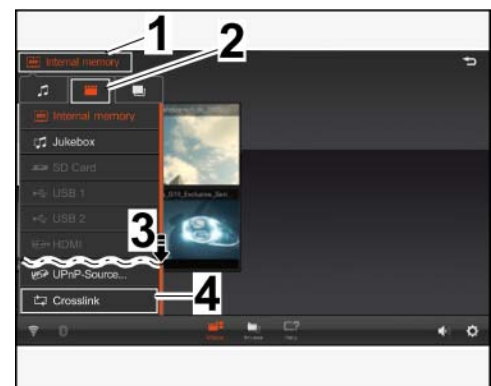 1
2
Internal memory
Internal memory
Jukebox
SD Card
USB 1
USB 2
HDMI
3
UPnP-Source...
Crosslink
4